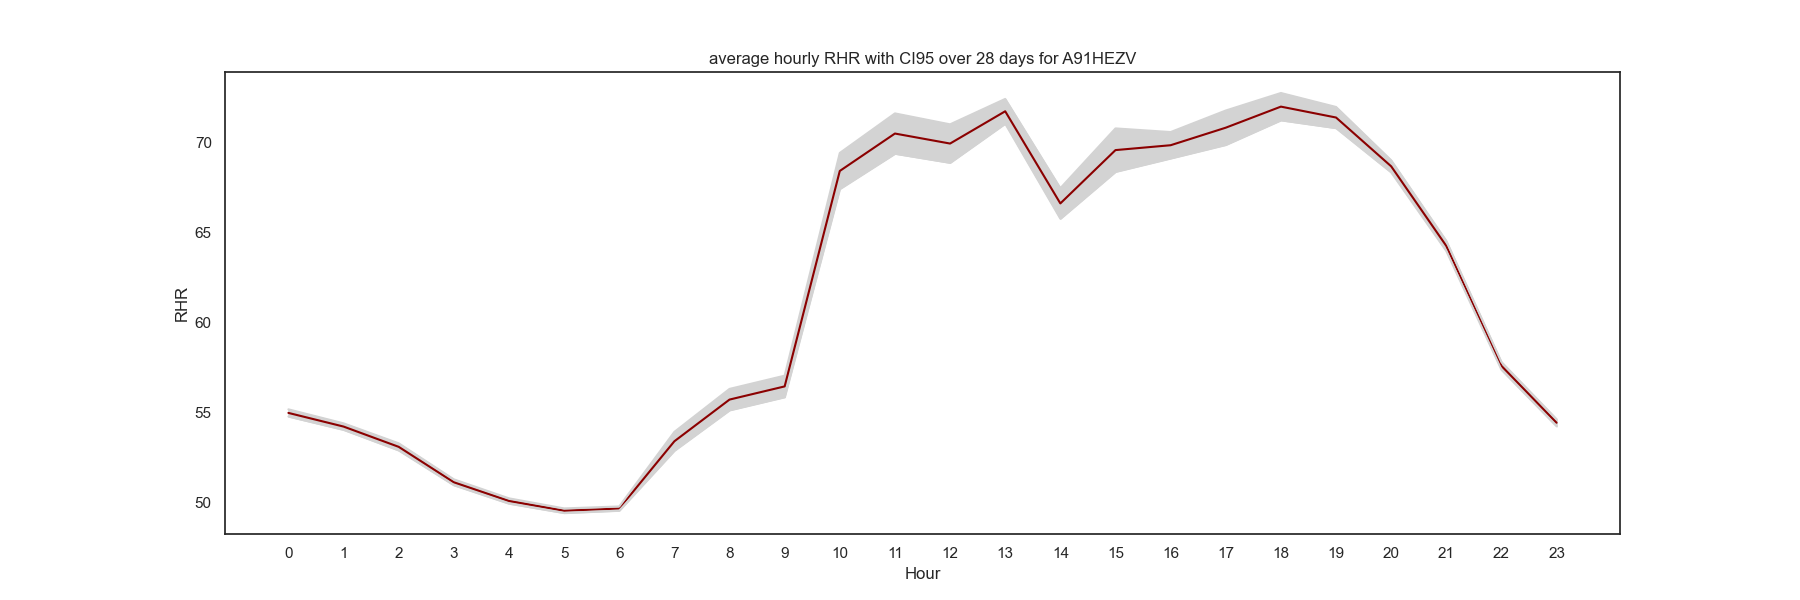 average hourly RHR with CI95 over 28 days for A91HEZV
70
65
60
55
50
RHR
0 1 2 3 4 5 6 7 8 9 10 11 12 13 14 15 16 17 18 19 20 21 22 23
Hour